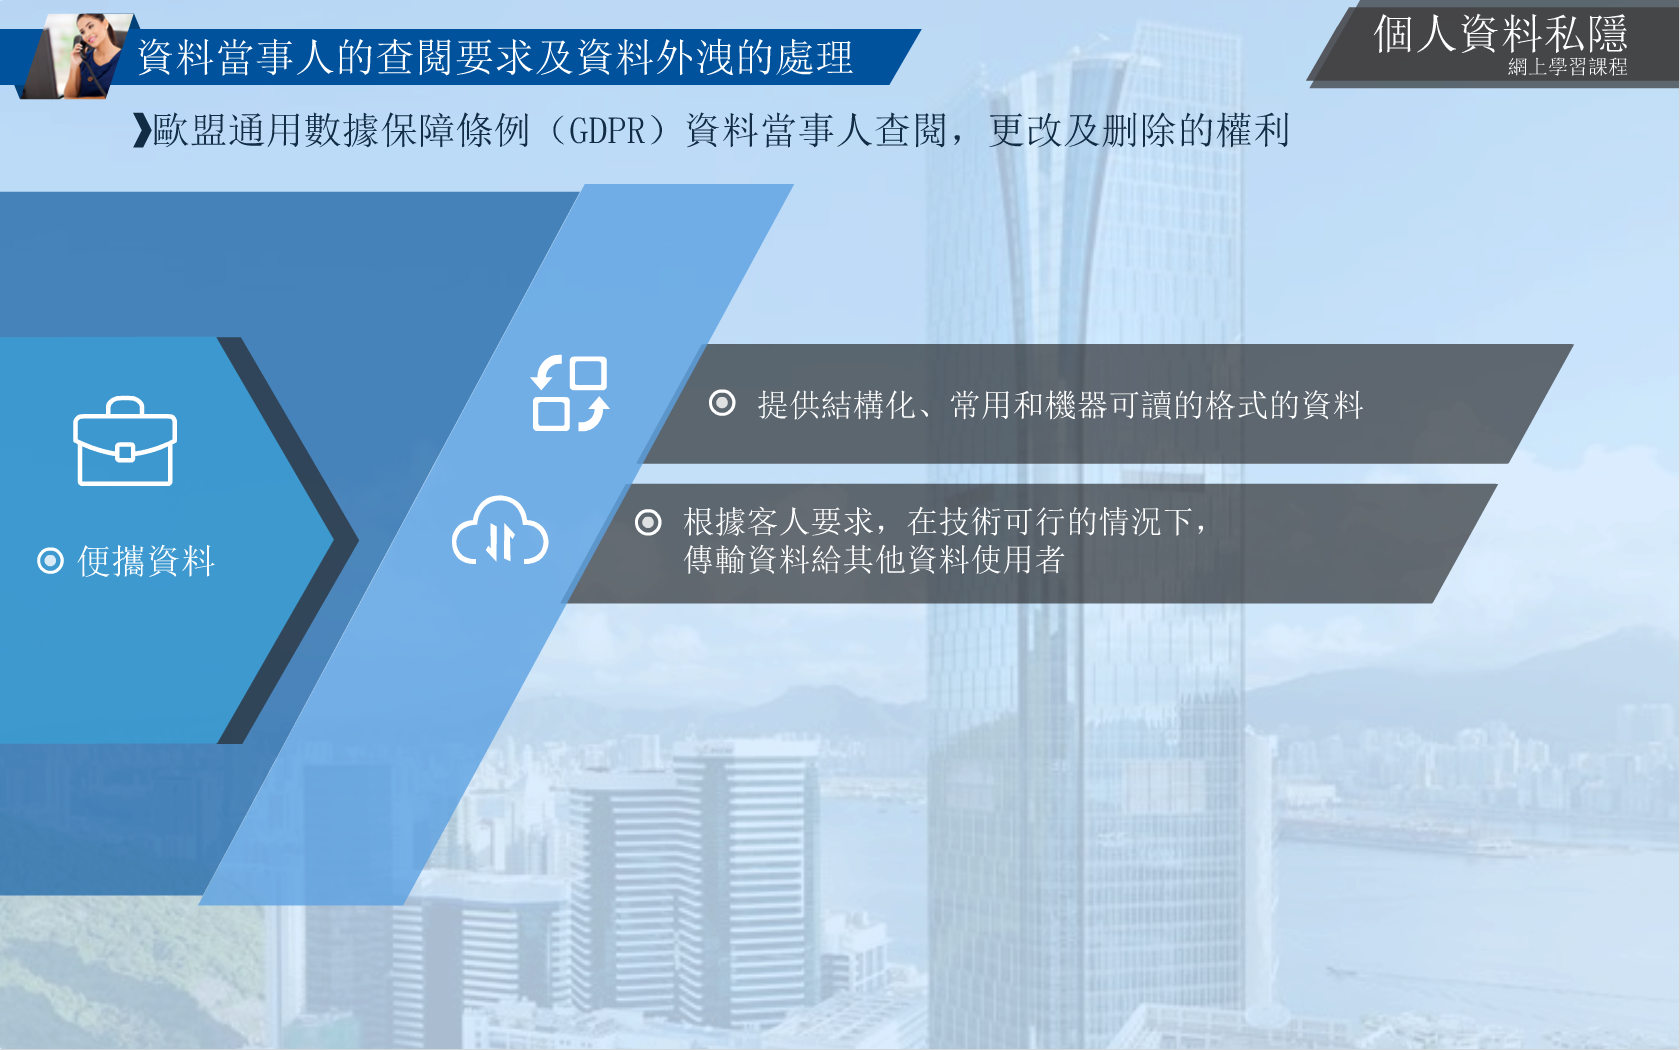 資料當事人的查閱要求及資料外洩的處理
個人資料私隱
網上學習課程
歐盟通用數據保障條例（GDPR）資料當事人查閱，更改及刪除的權利
便攜資料
提供結構化、常用和機器可讀的格式的資料
根據客人要求，在技術可行的情況下，
傳輸資料給其他資料使用者